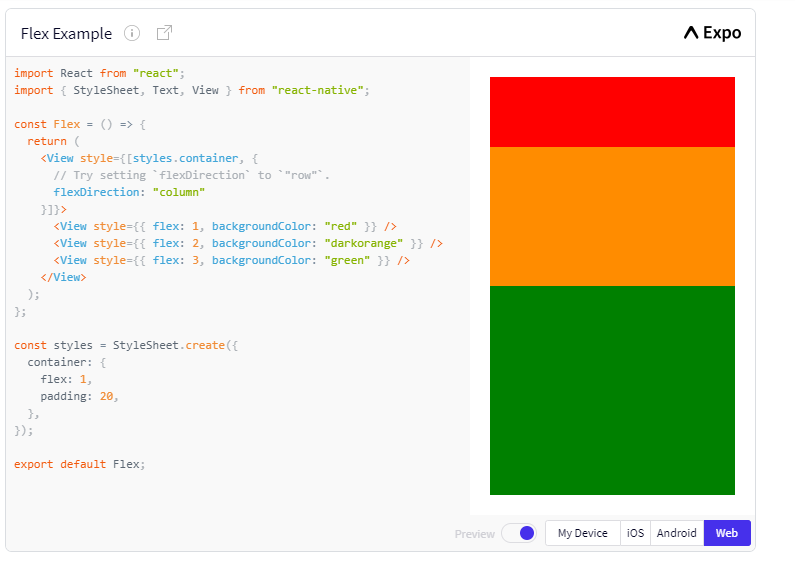 Flex Example
Expo
import React from "react";
import { StyleSheet, Text, View } from "react-native";
const Flex = () => {
  return (
    <View style={[styles.container, {
      // Try setting `flexDirection` to `"row"`.
      flexDirection: "column"
    }]}>
      <View style={{ flex: 1, backgroundColor: "red" }} />
      <View style={{ flex: 2, backgroundColor: "darkorange" }} />
      <View style={{ flex: 3, backgroundColor: "green" }} />
    </View>
  );
};
const styles = StyleSheet.create({
  container: {
    flex: 1,
    padding: 20,
  },
});
export default Flex;
Preview My Device iOS Android Web